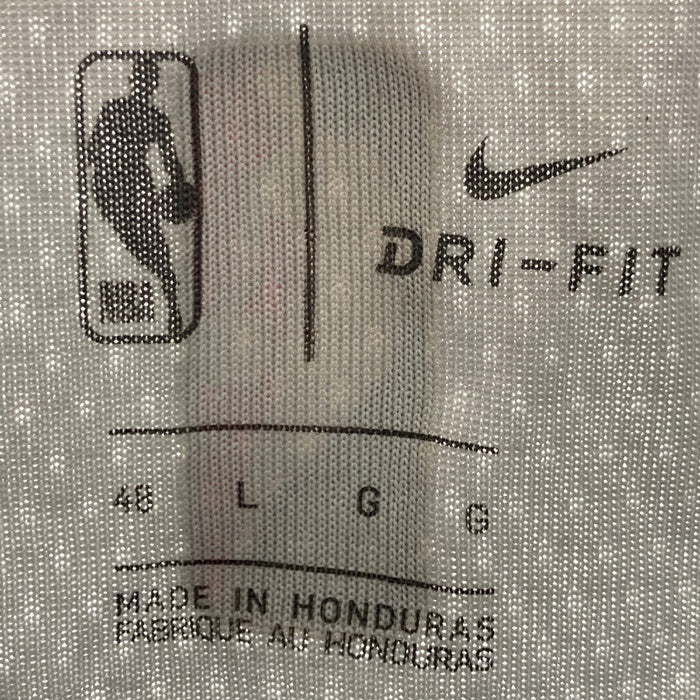 DRI-FIT
48 L G G
MADE IN HONDURAS
FABRIQUE AU HONDURAS